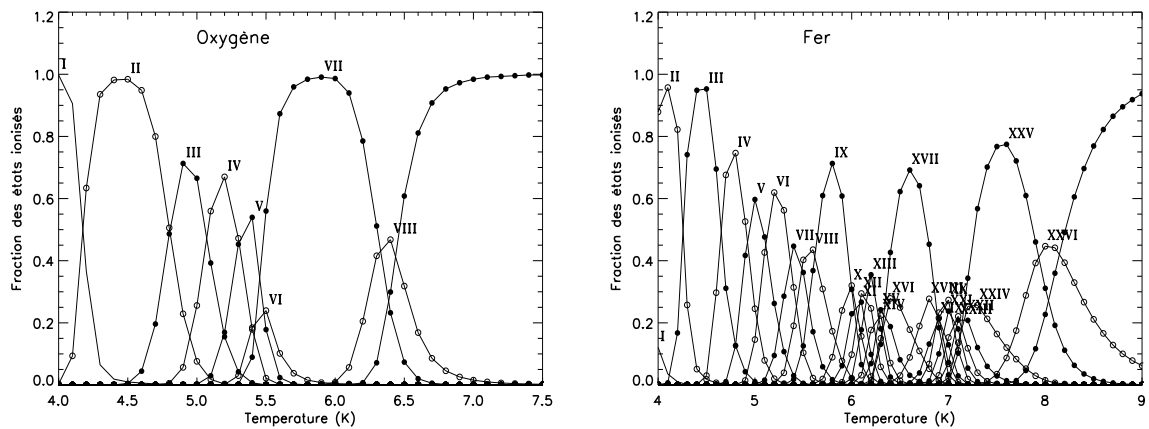 Oxygène
Fraction des états ionisés
1.2
1.0
0.8
0.6
0.4
0.2
0.0
I
II
III
IV
V
VI
VII
VIII
4.0 4.5 5.0 5.5 6.0 6.5 7.0 7.5
Temperature (K)
Fer
Fraction des états ionisés
1.2
1.0
0.8
0.6
0.4
0.2
0.0
I
II
III
IV
V
VI
VII
VIII
IX
X
XII
XIII
XVI
XVII
XXIV
XXV
XXVI
4 5 6 7 8 9
Temperature (K)